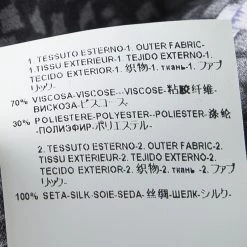 1. TESSUTO ESTERNO-1. OUTER FABRIC-
1.TISSU EXTERIEUR-1.TEJIDO EXTERNO-1.
TECIDO EXTERIOR-1.织物-1. ткань-1. ファブ
リック-
70% VISCOSA-VISCOSE---VISCOSE-粘胶纤维-
ВИСКОЗА-ビスコース-
30% POLIESTERE-POLYESTER--POLIESTER-涤纶
-ПОЛИЭФИР-ポリエステル-
2. TESSUTO ESTERNO-2. OUTER FABRIC-
2.TISSU EXTERIEUR-2.TEJIDO EXTERNO-2.
TECIDO EXTERIOR-2.织物-2. ткань -2. ファブ
リック-
100% SETA-SILK-SOIE-SEDA-丝绸-ШЕЛК-シルク-